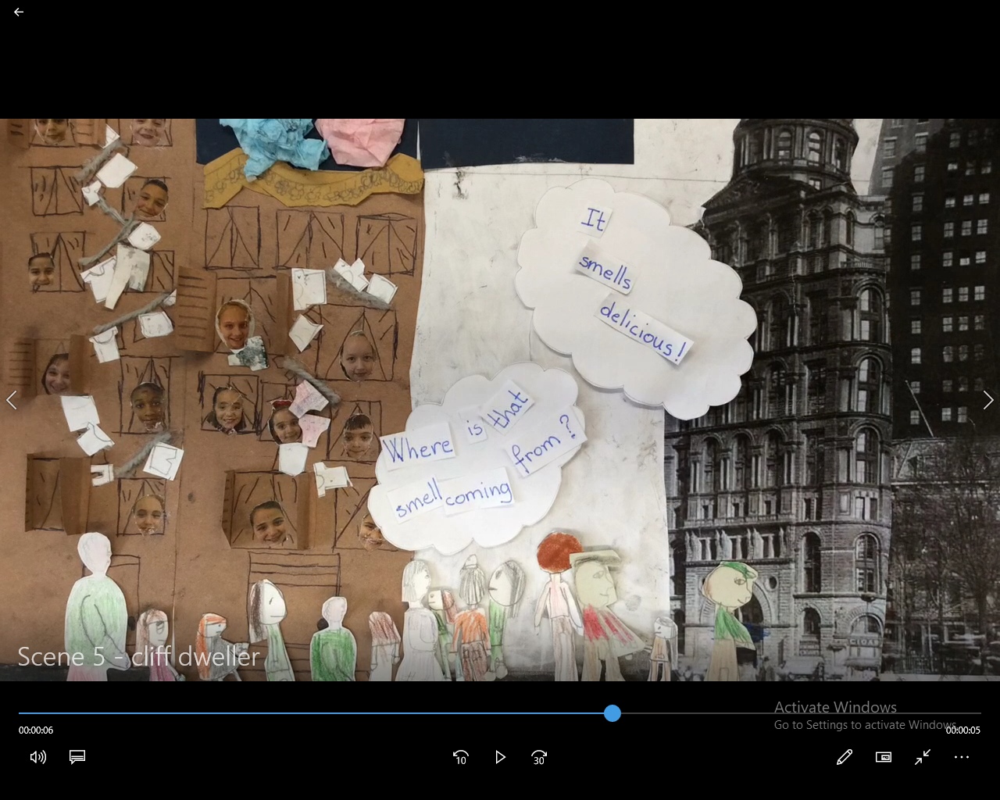 It
smells
delicious!
Where is that
smell coming from?
Scene 5 - cliff dweller
Activate Windows
Go to Settings to activate Windows.
00:00:06
00:00:05
10
30